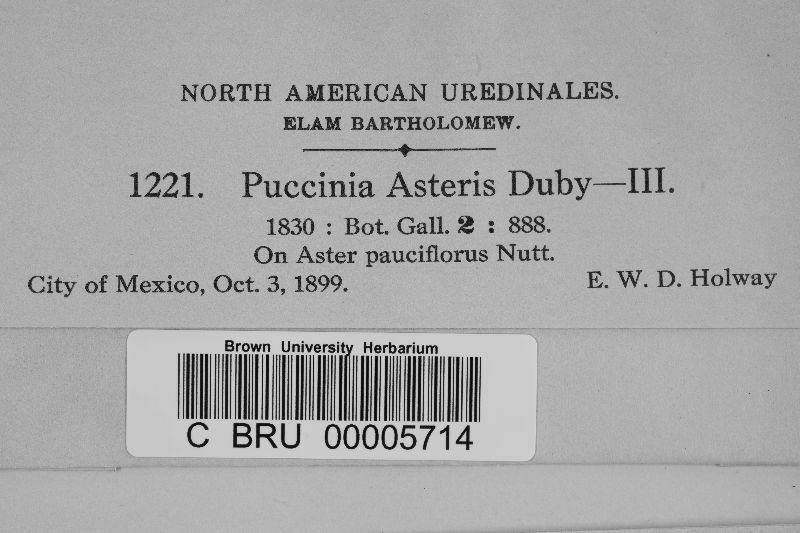 NORTH AMERICAN UREDINALES.
ELAM BARTHOLOMEW.
1221. Puccinia Asteris Duby—III.
1830 : Bot. Gall. 2 : 888.
On Aster pauciflorus Nutt.
City of Mexico, Oct. 3, 1899. E. W. D. Holway
Brown University Herbarium
C BRU 00005714